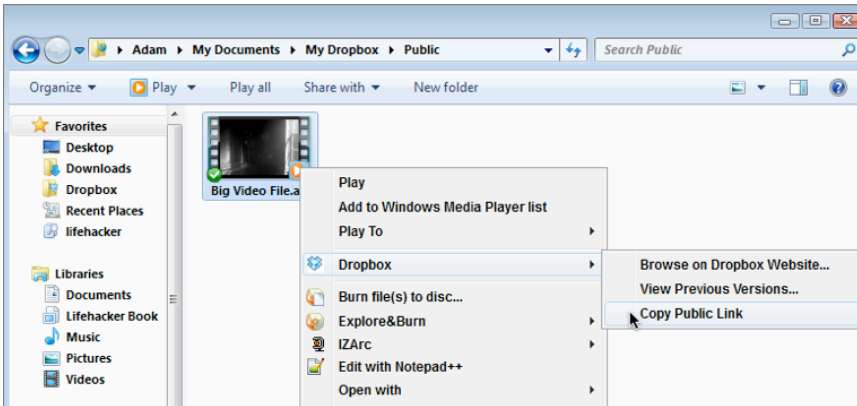 Adam ▸ My Documents ▸ My Dropbox ▸ Public
Search Public
Organize Play Play all Share with New folder
Favorites
Desktop
Downloads
Dropbox
Recent Places
lifehacker
Libraries
Documents
Lifehacker Book
Music
Pictures
Videos
Big Video File.a
Play
Add to Windows Media Player list
Play To
Dropbox
Burn file(s) to disc...
Explore&Burn
IZArc
Edit with Notepad++
Open with
Browse on Dropbox Website...
View Previous Versions...
Copy Public Link